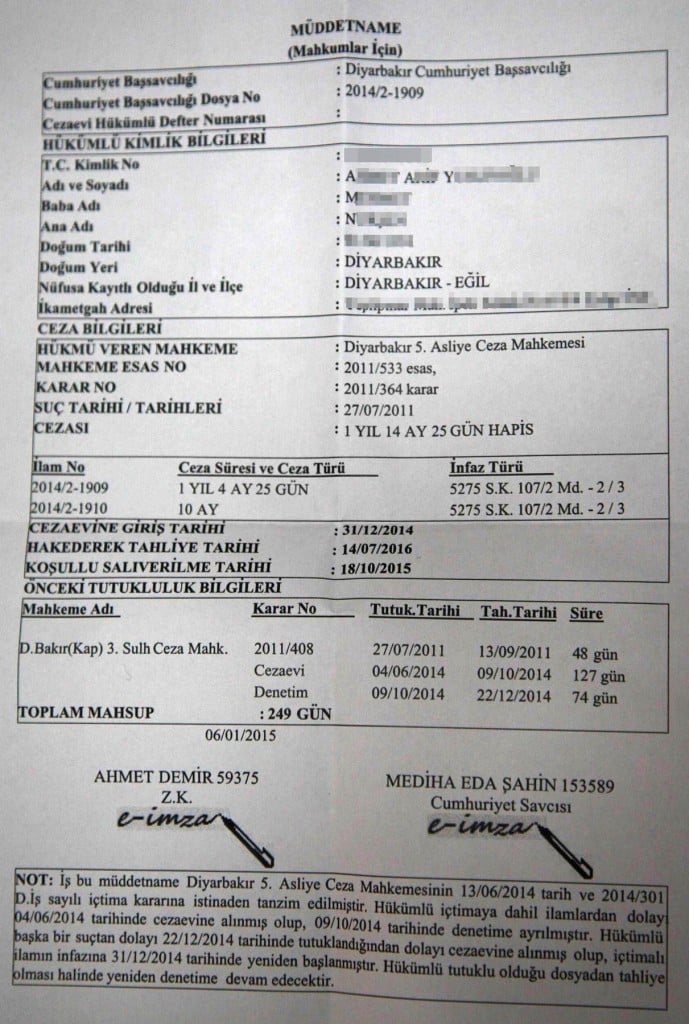 MÜDDETNAME
(Mahkumlar İçin)
Cumhuriyet Başsavcılığı : Diyarbakır Cumhuriyet Başsavcılığı
Cumhuriyet Başsavcılığı Dosya No : 2014/2-1909
Cezaevi Hükümlü Defter Numarası :
HÜKÜMLÜ KİMLİK BİLGİLERİ
T.C. Kimlik No :
Adı ve Soyadı :
Baba Adı :
Ana Adı :
Doğum Tarihi :
Doğum Yeri : DİYARBAKIR
Nüfusa Kayıtlı Olduğu İl ve İlçe : DİYARBAKIR - EĞİL
İkametgah Adresi :
CEZA BİLGİLERİ
HÜKMÜ VEREN MAHKEME : Diyarbakır 5. Asliye Ceza Mahkemesi
MAHKEME ESAS NO : 2011/533 esas,
KARAR NO : 2011/364 karar
SUÇ TARİHİ / TARİHLERİ : 27/07/2011
CEZASI : 1 YIL 14 AY 25 GÜN HAPİS
İlam No Ceza Süresi ve Ceza Türü İnfaz Türü
2014/2-1909 1 YIL 4 AY 25 GÜN 5275 S.K. 107/2 Md. - 2 / 3
2014/2-1910 10 AY 5275 S.K. 107/2 Md. - 2 / 3
CEZAEVİNE GİRİŞ TARİHİ : 31/12/2014
HAKEDEREK TAHLİYE TARİHİ : 14/07/2016
KOŞULLU SALIVERİLME TARİHİ : 18/10/2015
ÖNCEKİ TUTUKLULUK BİLGİLERİ
Mahkeme Adı Karar No Tutuk.Tarihi Tah.Tarihi Süre
D.Bakır(Kap) 3. Sulh Ceza Mahk. 2011/408 27/07/2011 13/09/2011 48 gün
Cezaevi 04/06/2014 09/10/2014 127 gün
Denetim 09/10/2014 22/12/2014 74 gün
TOPLAM MAHSUP : 249 GÜN
06/01/2015
AHMET DEMİR 59375 MEDİHA EDA ŞAHİN 153589
Z.K. Cumhuriyet Savcısı
e-imza e-imza
NOT: İş bu müddetname Diyarbakır 5. Asliye Ceza Mahkemesinin 13/06/2014 tarih ve 2014/301
D.İş sayılı içtima kararına istinaden tanzim edilmiştir. Hükümlü içtimaya dahil ilamlardan dolayı
04/06/2014 tarihinde cezaevine alınmış olup, 09/10/2014 tarihinde denetime ayrılmıştır. Hükümlü
başka bir suçtan dolayı 22/12/2014 tarihinde tutuklandığından dolayı cezaevine alınmış olup, içtimalı
ilamın infazına 31/12/2014 tarihinde yeniden başlanmıştır. Hükümlü tutuklu olduğu dosyadan tahliye
olması halinde yeniden denetime devam edecektir.